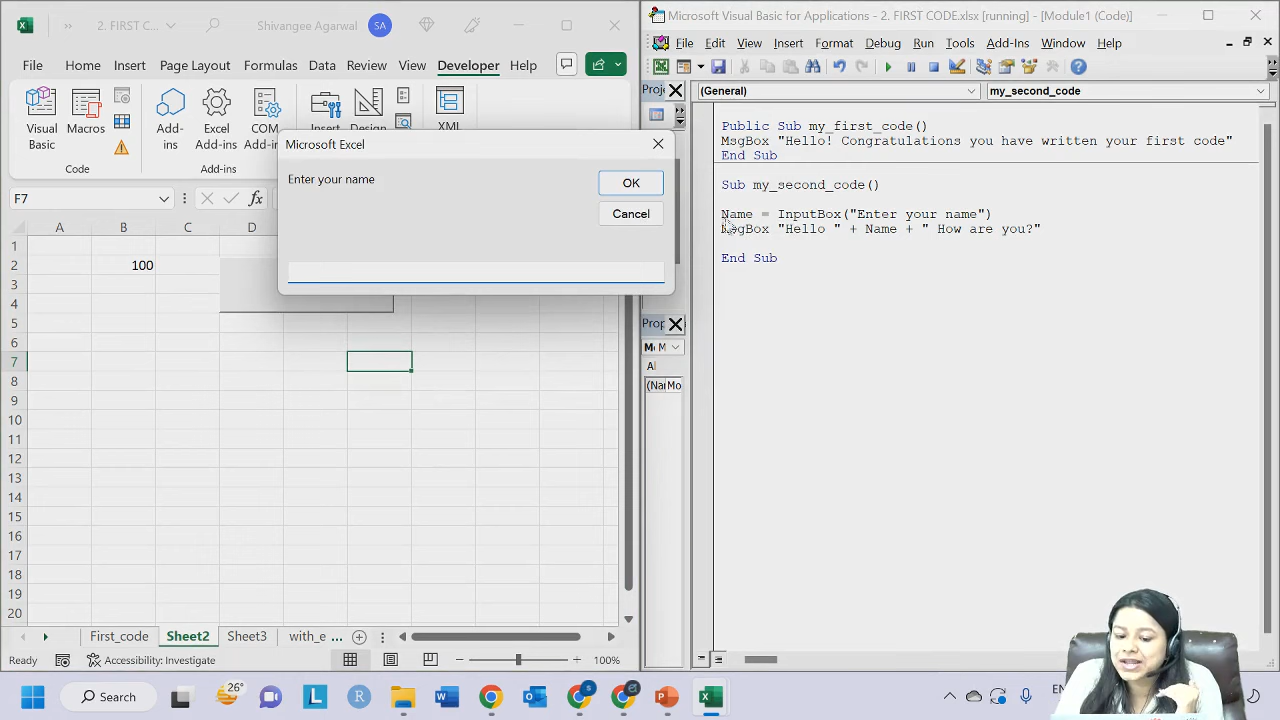 2. FIRST C...
Shivangee Agarwal
SA
File
Home
Insert
Page Layout
Formulas
Data
Review
View
Developer
Help
Visual
Basic
Macros
Add-
ins
Excel
Add-ins
COM
Add-ins
Insert
Design
XML
Code
Add-ins
Microsoft Excel
Enter your name
OK
Cancel
F7
fx
A
B
C
D
1
2
100
3
4
5
6
7
8
9
10
11
12
13
14
15
16
17
18
19
20
First_code
Sheet2
Sheet3
with_e ...
Ready
Accessibility: Investigate
100%
Microsoft Visual Basic for Applications - 2. FIRST CODE.xlsx [running] - [Module1 (Code)]
File Edit View Insert Format Debug Run Tools Add-Ins Window Help
Proje
(General)
my_second_code
Public Sub my_first_code()
MsgBox "Hello! Congratulations you have written your first code"
End Sub
Sub my_second_code()
Name = InputBox("Enter your name")
MsgBox "Hello " + Name + " How are you?"
End Sub
Prop
Al
(Nai Mo
26°
Search
L
R